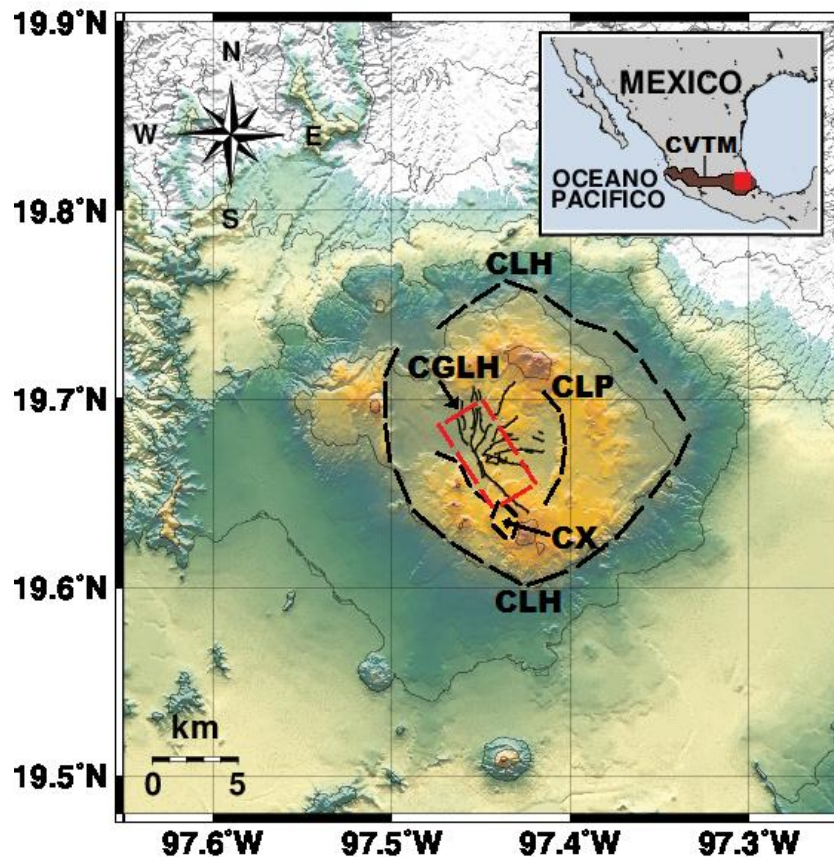 19.9°N
19.8°N
19.7°N
19.6°N
19.5°N
N
W
E
S
MEXICO
CVTM
OCEANO
PACIFICO
CLH
CGLH
CLP
CX
CLH
km
0 5
97.6°W 97.5°W 97.4°W 97.3°W